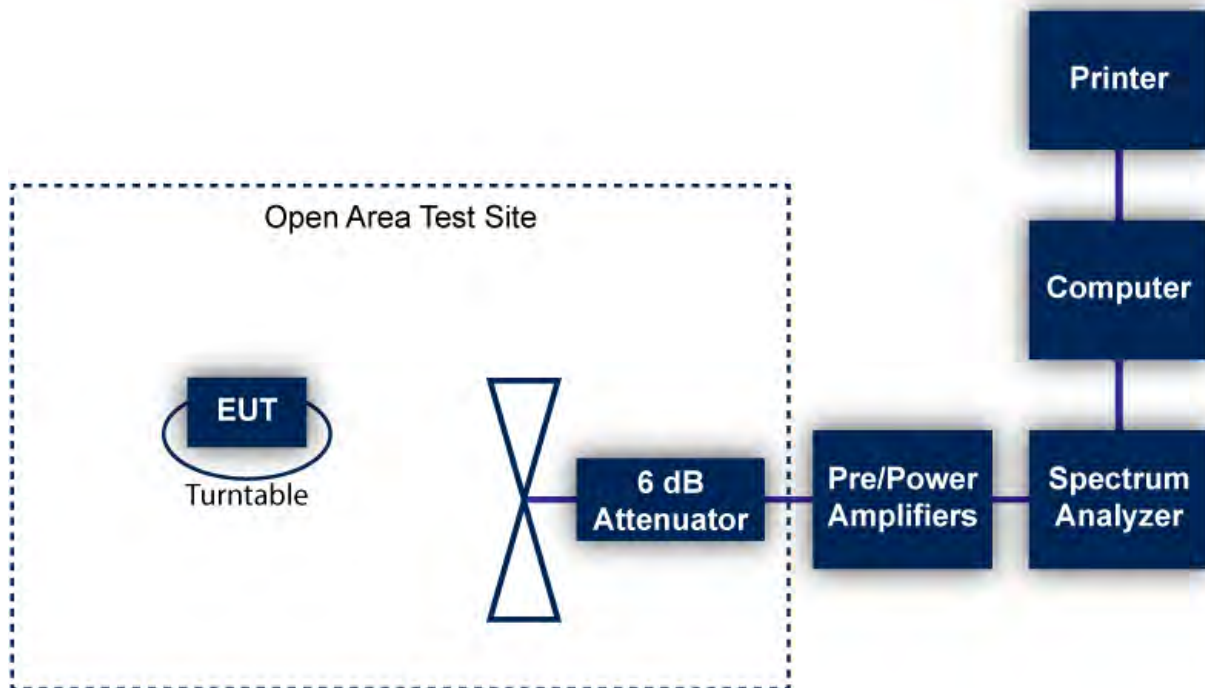 Printer
Open Area Test Site
Computer
EUT
Turntable
6 dB
Attenuator
Pre/Power
Amplifiers
Spectrum
Analyzer